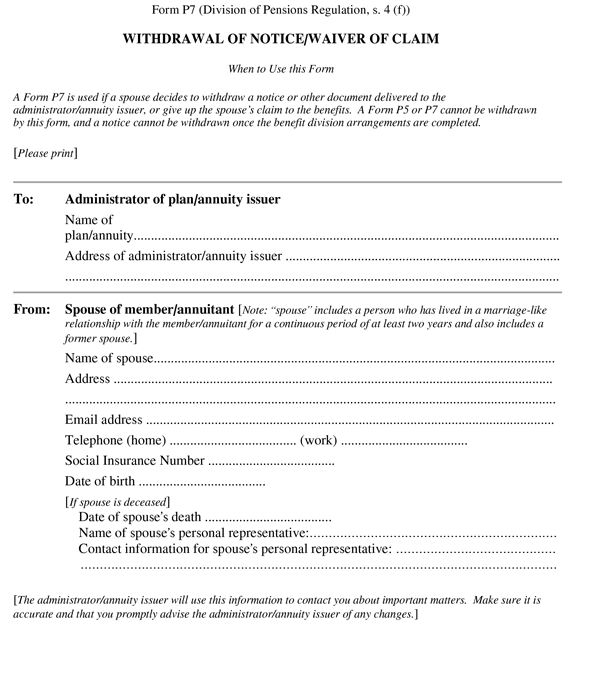 Form P7 (Division of Pensions Regulation, s. 4 (f))
WITHDRAWAL OF NOTICE/WAIVER OF CLAIM
When to Use this Form
A Form P7 is used if a spouse decides to withdraw a notice or other document delivered to the
administrator/annuity issuer, or give up the spouse's claim to the benefits. A Form P5 or P7 cannot be withdrawn
by this form, and a notice cannot be withdrawn once the benefit division arrangements are completed.
[Please print]
To: Administrator of plan/annuity issuer
Name of
plan/annuity...............................................................................................................................
Address of administrator/annuity issuer ..................................................................................
....................................................................................................................................................
From: Spouse of member/annuitant [Note: "spouse" includes a person who has lived in a marriage-like
relationship with the member/annuitant for a continuous period of at least two years and also includes a
former spouse.]
Name of spouse.........................................................................................................................
Address ....................................................................................................................................
...................................................................................................................................................
Email address ..........................................................................................................................
Telephone (home) ...................................... (work) ......................................
Social Insurance Number ......................................
Date of birth ......................................
[If spouse is deceased]
Date of spouse's death ......................................
Name of spouse's personal representative:..........................................................................
Contact information for spouse's personal representative: ................................................
...............................................................................................................................................
[The administrator/annuity issuer will use this information to contact you about important matters. Make sure it is
accurate and that you promptly advise the administrator/annuity issuer of any changes.]